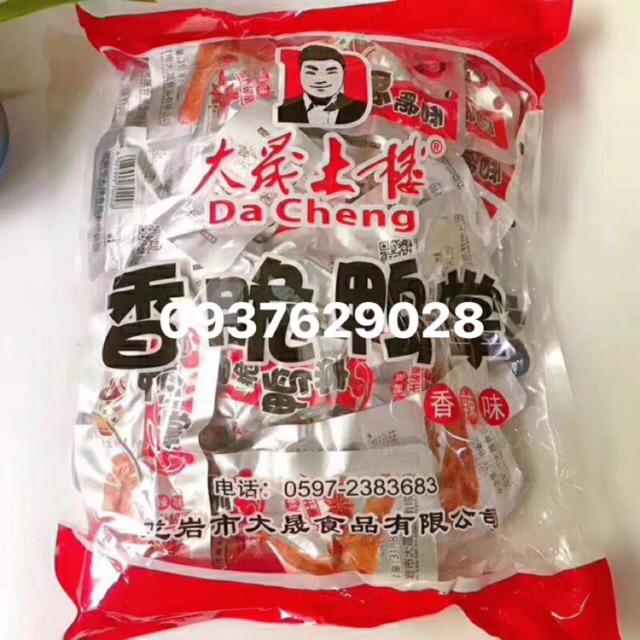 大晟土楼®
Da Cheng
香脆鸭掌
0937629028
香辣味
电话：0597-2383683
龙岩市大晟食品有限公司